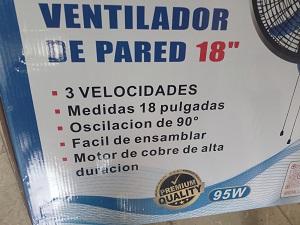 VENTILADOR
DE PARED 18"
• 3 VELOCIDADES
• Medidas 18 pulgadas
• Oscilacion de 90°
• Facil de ensamblar
• Motor de cobre de alta
duracion
PREMIUM
QUALITY
95W